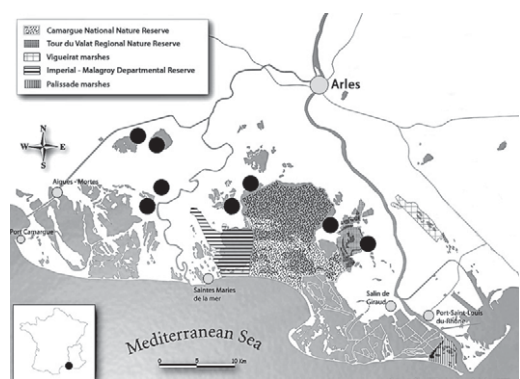 Camargue National Nature Reserve
Tour du Valat Regional Nature Reserve
Vigueirat marshes
Imperial - Malagroy Departmental Reserve
Palissade marshes
Arles
N
W
E
S
Aigues - Mortes
Port Camargue
Saintes Maries
de la mer
Salin de
Giraud
Port-Saint-Louis
du-Rhône
Mediterranean Sea
0
5
10 Km